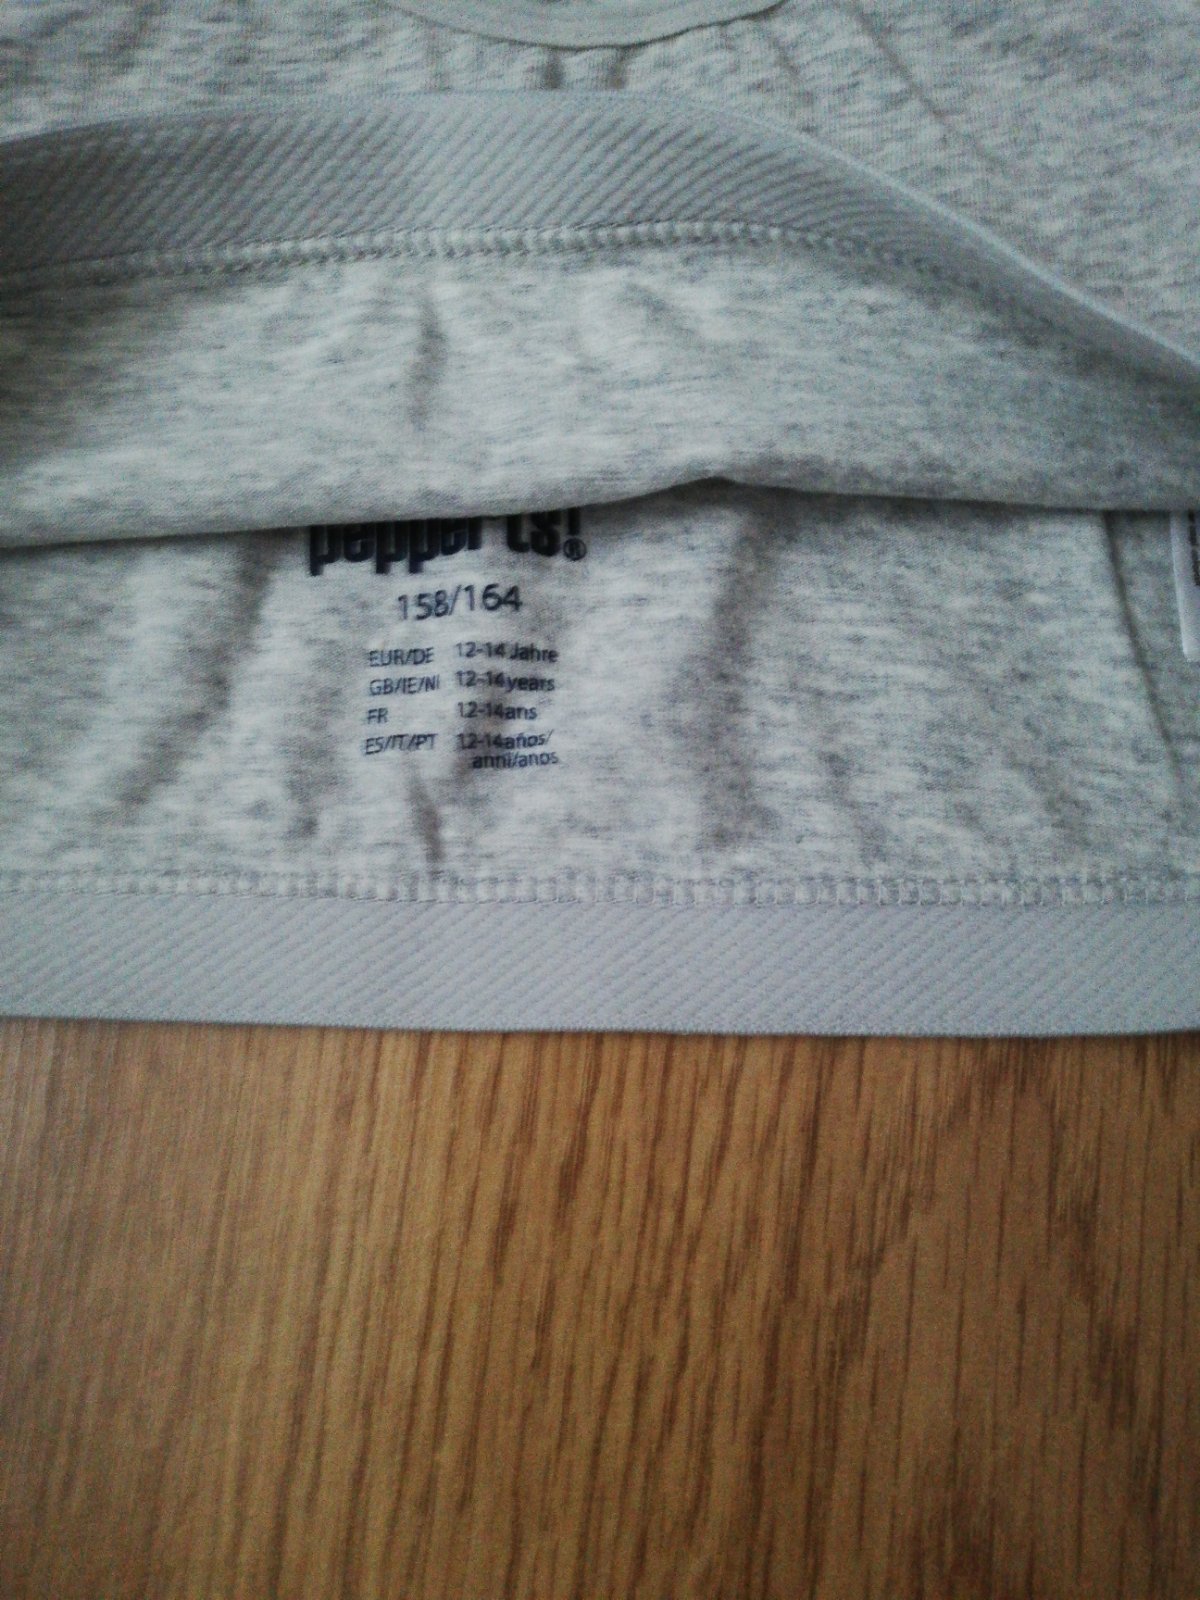 pepperts!®
158/164
EUR/DE 12-14 Jahre
GB/IE/NI 12-14 years
FR 12-14 ans
ES/IT/PT 12-14 años/
anni/anos